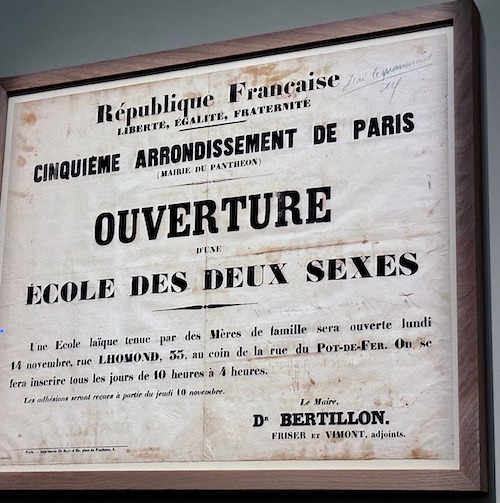 République Française
LIBERTÉ, ÉGALITÉ, FRATERNITÉ
CINQUIÈME ARRONDISSEMENT DE PARIS
(MAIRIE DU PANTHÉON)
OUVERTURE
D'UNE
ÉCOLE DES DEUX SEXES
Une Ecole laïque tenue par des Mères de famille sera ouverte lundi
14 novembre, rue LHOMOND, 35, au coin de la rue du POT-DE-FER. On se
fera inscrire tous les jours de 10 heures à 4 heures.
Les adhésions seront reçues à partir du jeudi 10 novembre.
Le Maire,
Dr BERTILLON.
FRISER ET VIMONT, adjoints.